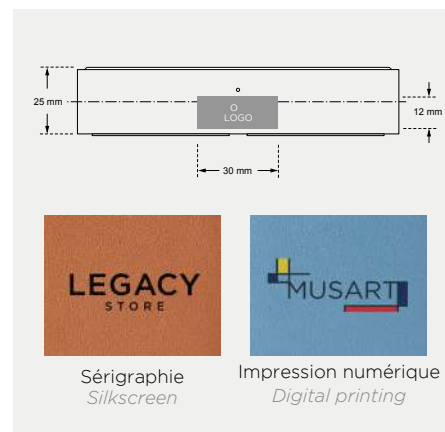 25 mm
12 mm
LOGO
30 mm
LEGACY
STORE
MUSART
Sérigraphie
Silkscreen
Impression numérique
Digital printing